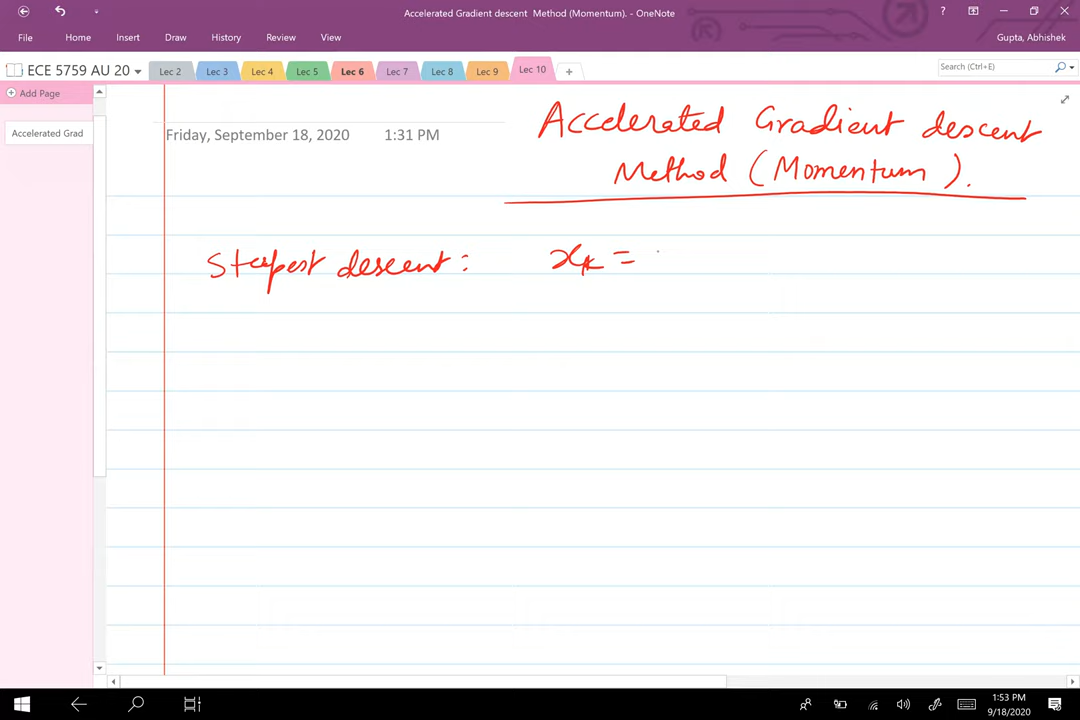 Accelerated Gradient descent Method (Momentum). - OneNote
?
File Home Insert Draw History Review View
Gupta, Abhishek
ECE 5759 AU 20
Lec 2 Lec 3 Lec 4 Lec 5 Lec 6 Lec 7 Lec 8 Lec 9 Lec 10 +
Search (Ctrl+E)
Add Page
Accelerated Grad
Friday, September 18, 2020 1:31 PM
Accelerated Gradient descent
Method (Momentum).
Steepest descent: x_k =
1:53 PM
9/18/2020